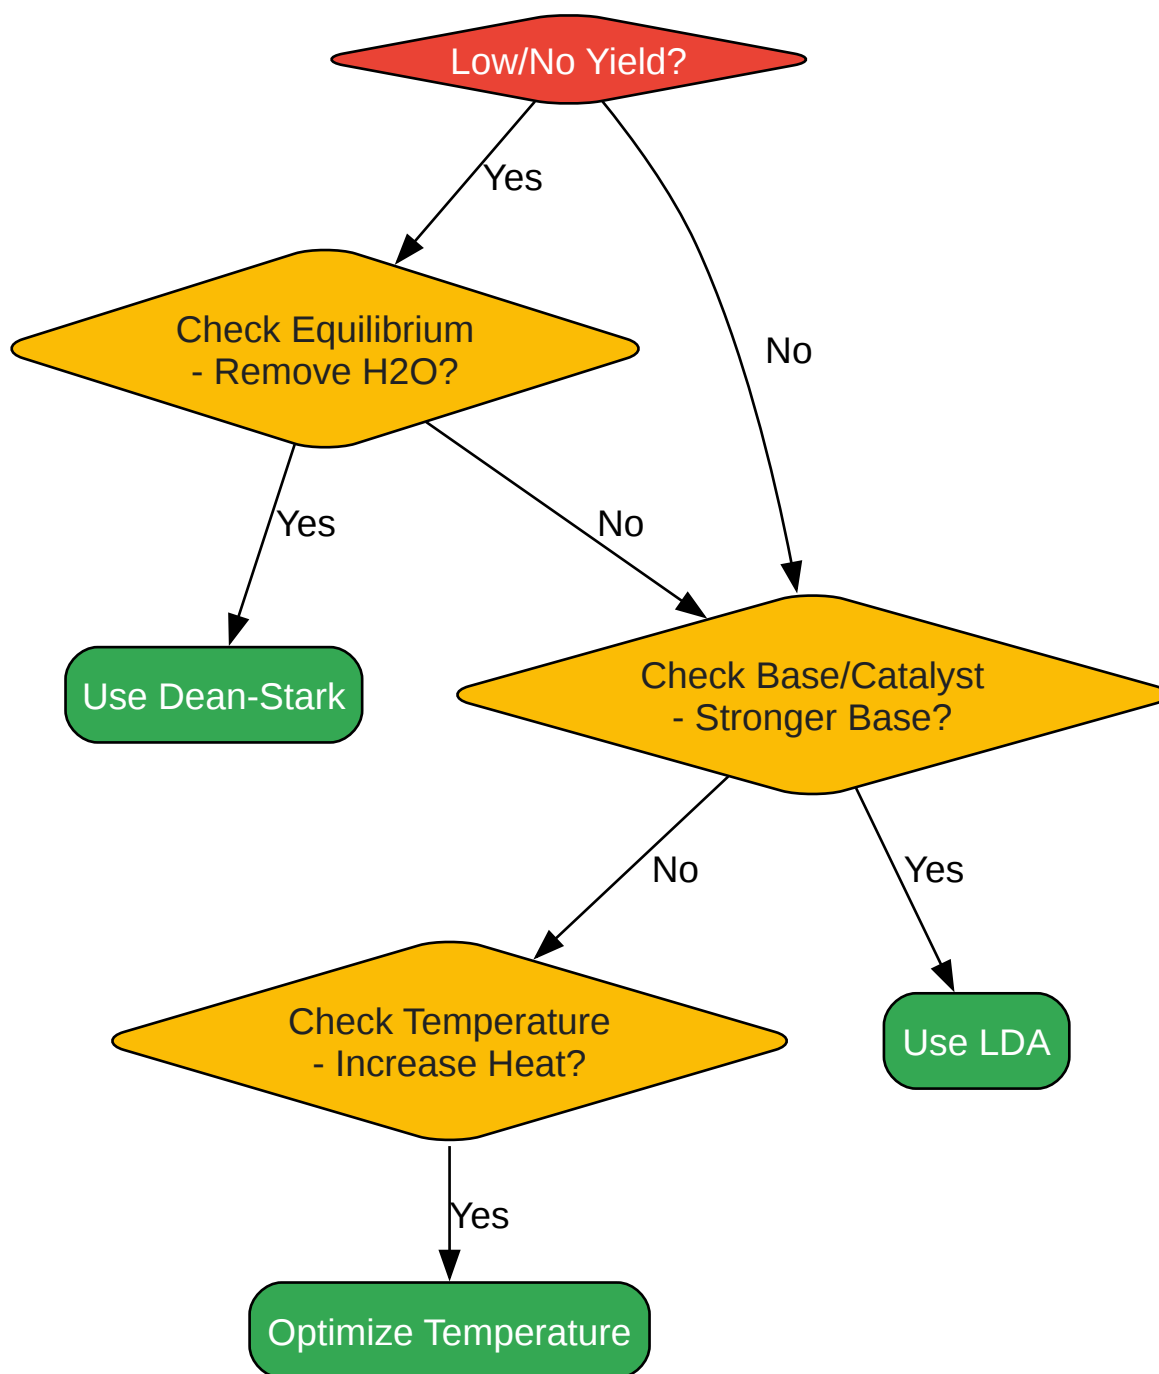 Low/No Yield?
Yes
Check Equilibrium
- Remove H2O?
No
Yes
No
Use Dean-Stark
Check Base/Catalyst
- Stronger Base?
No
Yes
Check Temperature
- Increase Heat?
Use LDA
Yes
Optimize Temperature